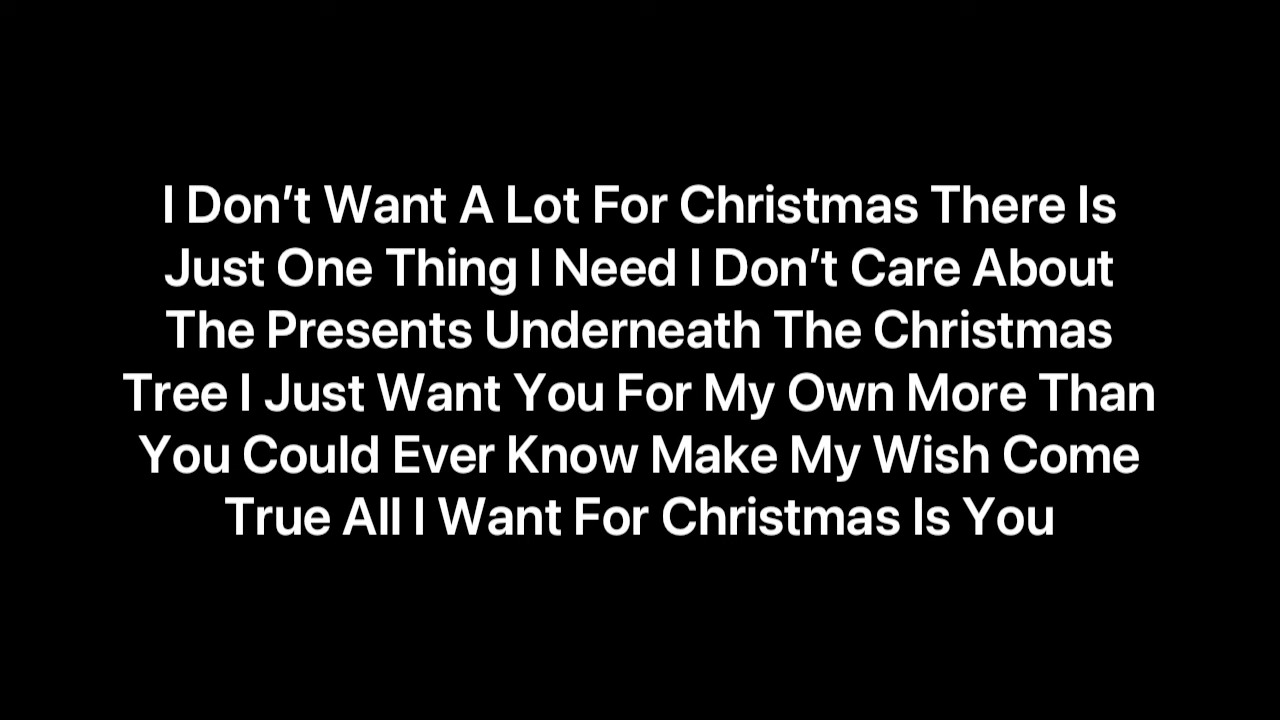 I Don’t Want A Lot For Christmas There Is
Just One Thing I Need I Don’t Care About
The Presents Underneath The Christmas
Tree I Just Want You For My Own More Than
You Could Ever Know Make My Wish Come
True All I Want For Christmas Is You